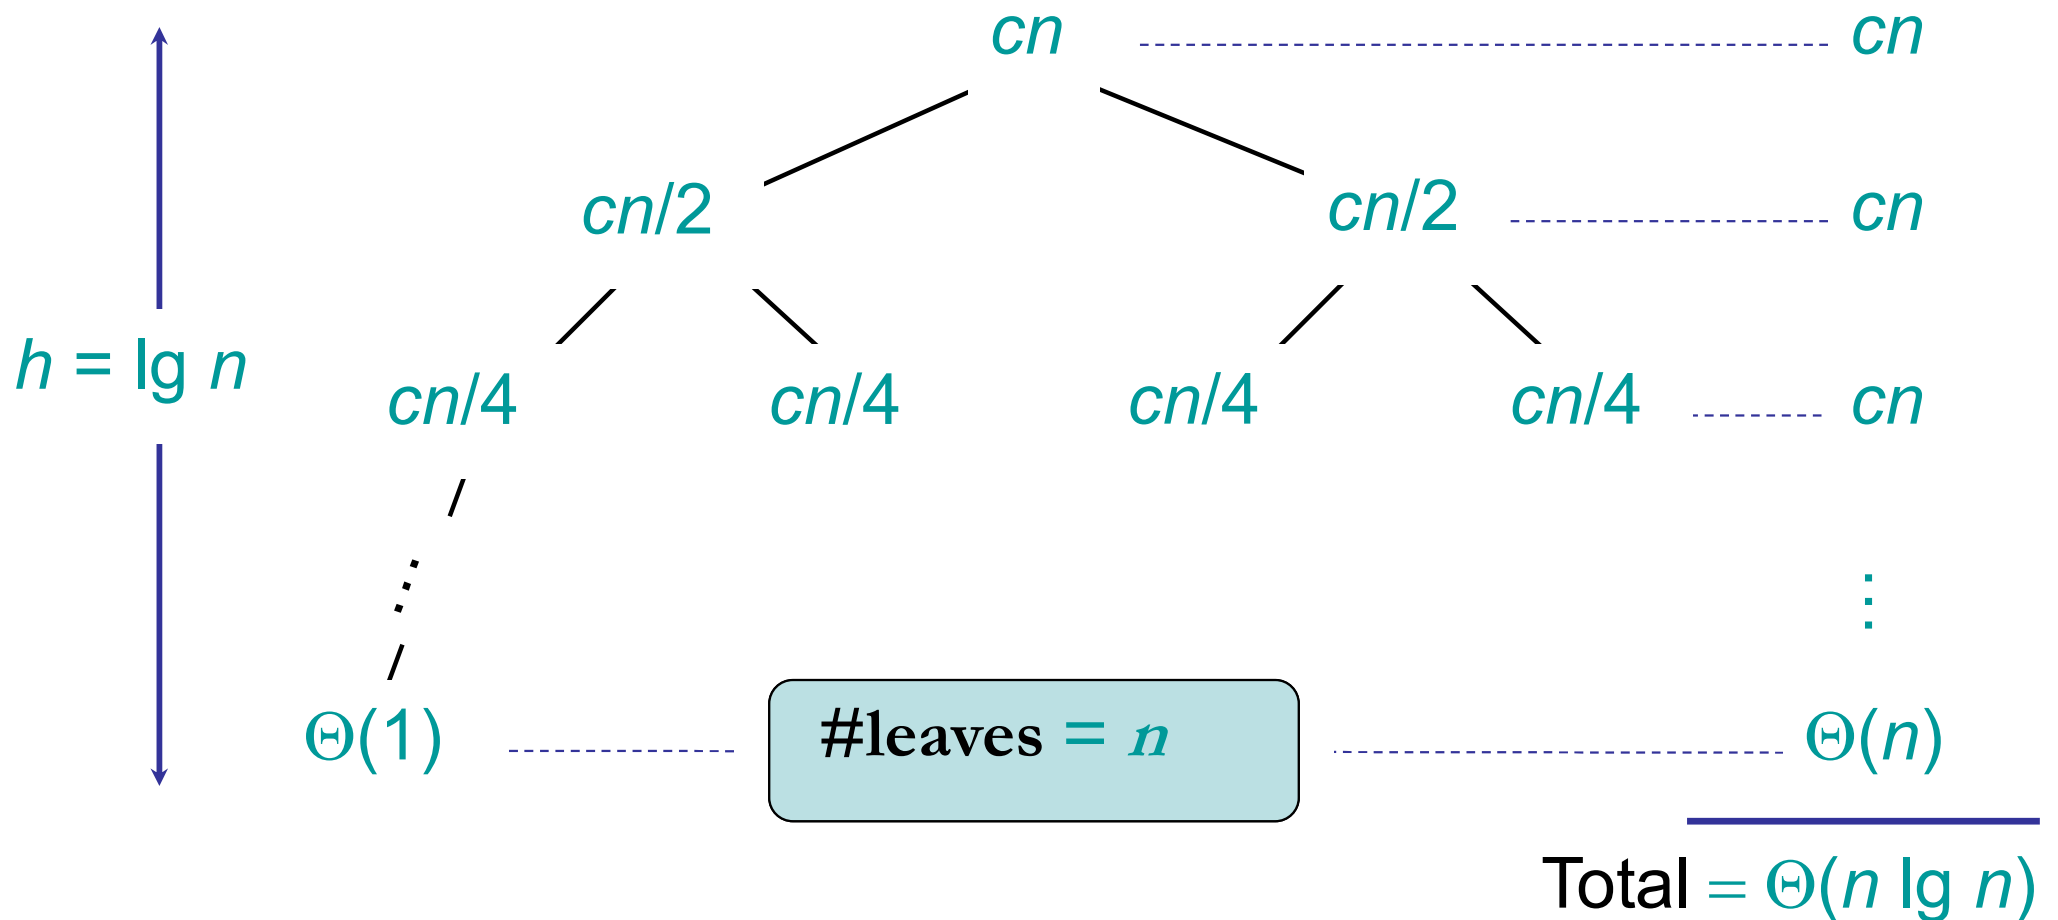 cn cn
cn/2 cn/2 cn
h = lg n
cn/4 cn/4 cn/4 cn/4 cn
⋮
Θ(1) #leaves = n Θ(n)
Total = Θ(n lg n)